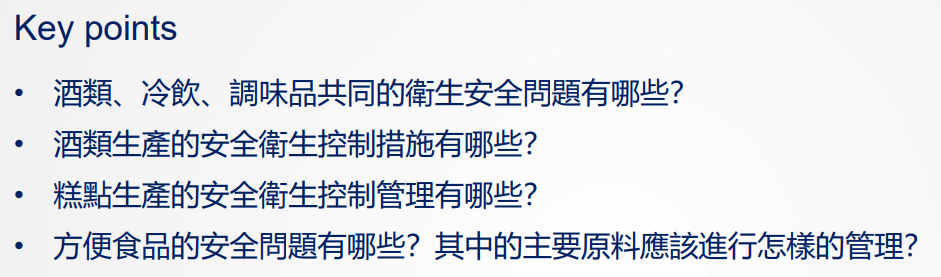 Key points
• 酒類、冷飲、調味品共同的衛生安全問題有哪些?
• 酒類生產的安全衛生控制措施有哪些?
• 糕點生產的安全衛生控制管理有哪些?
• 方便食品的安全問題有哪些? 其中的主要原料應該進行怎樣的管理?